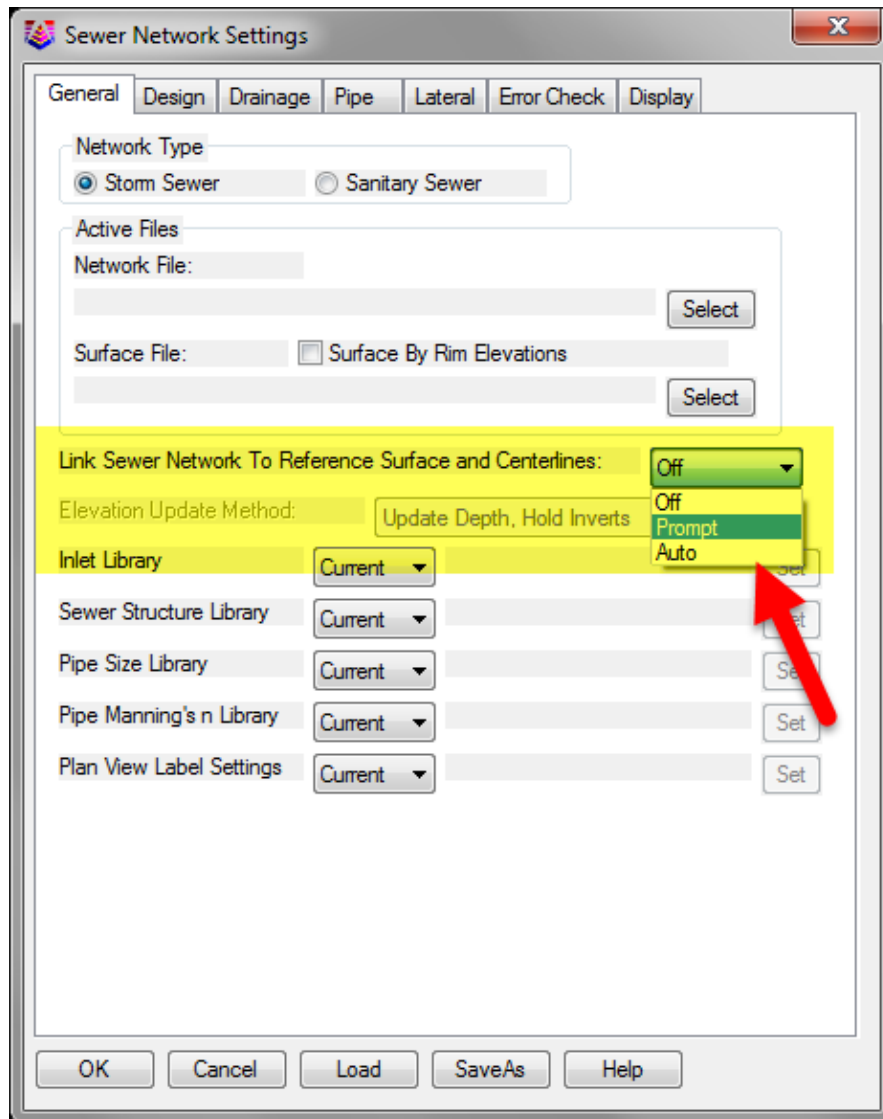 Sewer Network Settings
General Design Drainage Pipe Lateral Error Check Display
Network Type
Storm Sewer Sanitary Sewer
Active Files
Network File:
Select
Surface File: Surface By Rim Elevations
Select
Link Sewer Network To Reference Surface and Centerlines: Off
Off
Elevation Update Method: Update Depth, Hold Inverts
Prompt
Auto
Inlet Library Current Set
Sewer Structure Library Current Set
Pipe Size Library Current Set
Pipe Manning's n Library Current Set
Plan View Label Settings Current Set
OK Cancel Load SaveAs Help